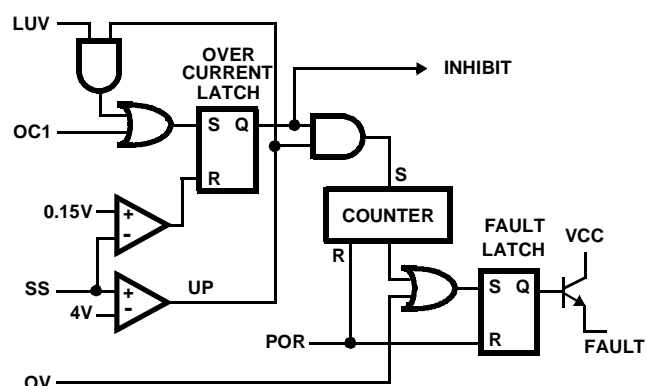 LUV
OVER
CURRENT
LATCH
INHIBIT
S Q
OC1
R
S
0.15V
+
-
COUNTER
FAULT
LATCH
VCC
R
SS
+
-
4V
UP
S Q
POR
R
FAULT
OV